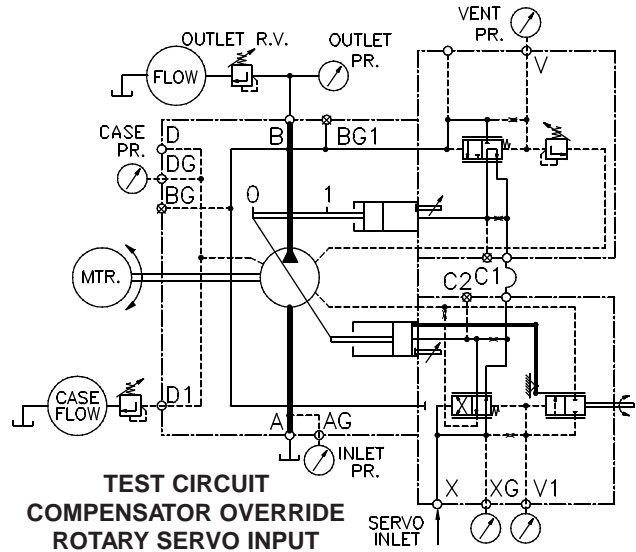 VENT
PR.
V
OUTLET R.V.
OUTLET
PR.
FLOW
CASE
PR.
D
DG
BG
B
BG1
0
1
MTR.
C2
C1
CASE
FLOW
D1
A
AG
INLET
PR.
X
XG
V1
SERVO
INLET
TEST CIRCUIT
COMPENSATOR OVERRIDE
ROTARY SERVO INPUT